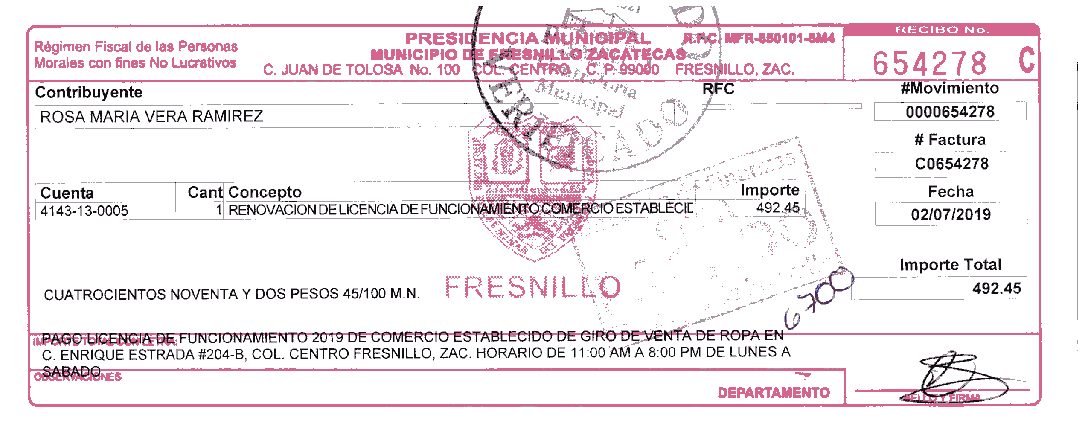 Régimen Fiscal de las Personas
Morales con fines No Lucrativos
PRESIDENCIA MUNICIPAL R.F.C. MFR-850101-8M4
MUNICIPIO DE FRESNILLO ZACATECAS
C. JUAN DE TOLOSA No. 100 COL. CENTRO C. P. 99000 FRESNILLO, ZAC.
RECIBO No.
654278 C
Contribuyente RFC
ROSA MARIA VERA RAMIREZ
#Movimiento
0000654278
# Factura
C0654278
Fecha
02/07/2019
Cuenta Cant Concepto Importe
4143-13-0005 1 RENOVACION DE LICENCIA DE FUNCIONAMIENTO COMERCIO ESTABLECID 492.45
Municipal
Importe Total
492.45
CUATROCIENTOS NOVENTA Y DOS PESOS 45/100 M.N.
FRESNILLO
6700
PAGO LICENCIA DE FUNCIONAMIENTO 2019 DE COMERCIO ESTABLECIDO DE GIRO DE VENTA DE ROPA EN
C. ENRIQUE ESTRADA #204-B, COL. CENTRO FRESNILLO, ZAC. HORARIO DE 11:00 AM A 8:00 PM DE LUNES A
SABADO
OBSERVACIONES
DEPARTAMENTO
SELLO Y FIRMA